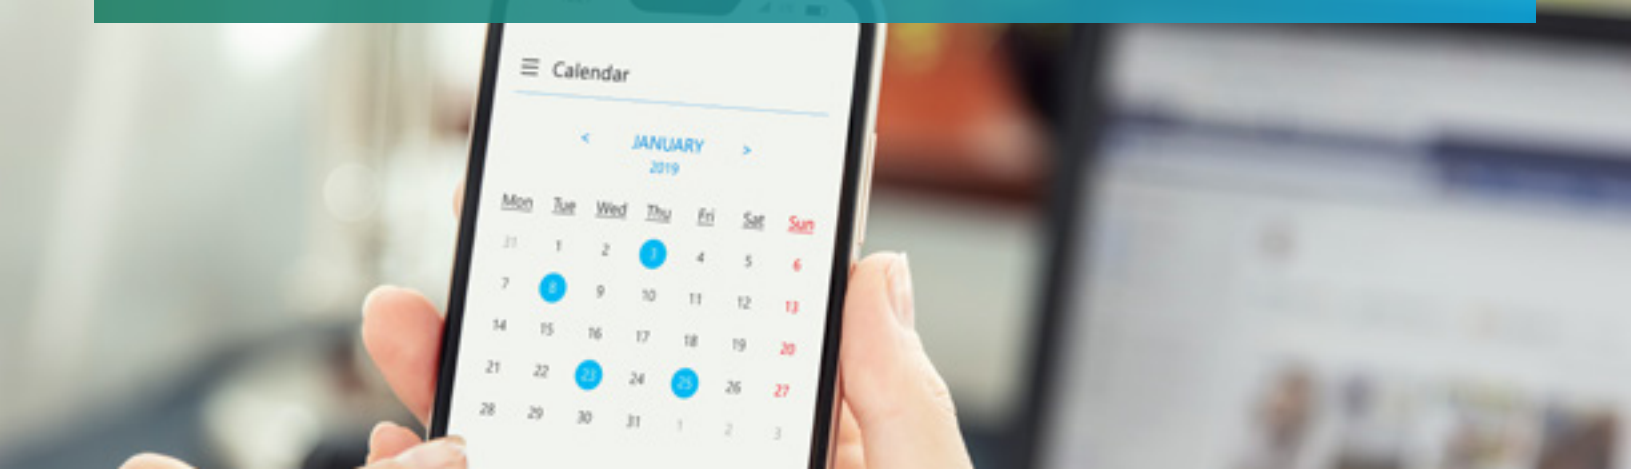 ☰ Calendar
< JANUARY >
2019
Mon Tue Wed Thu Fri Sat Sun
31 1 2 3 4 5 6
7 8 9 10 11 12 13
14 15 16 17 18 19 20
21 22 23 24 25 26 27
28 29 30 31 1 2 3